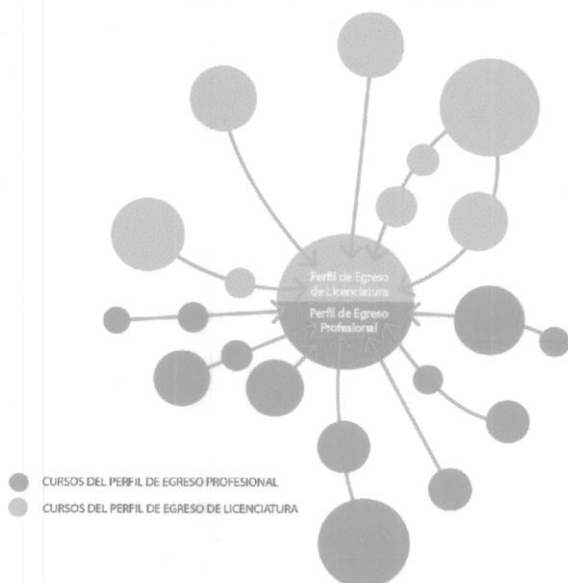 Perfil de Egreso
de Licenciatura
Perfil de Egreso
Profesional
CURSOS DEL PERFIL DE EGRESO PROFESIONAL
CURSOS DEL PERFIL DE EGRESO DE LICENCIATURA